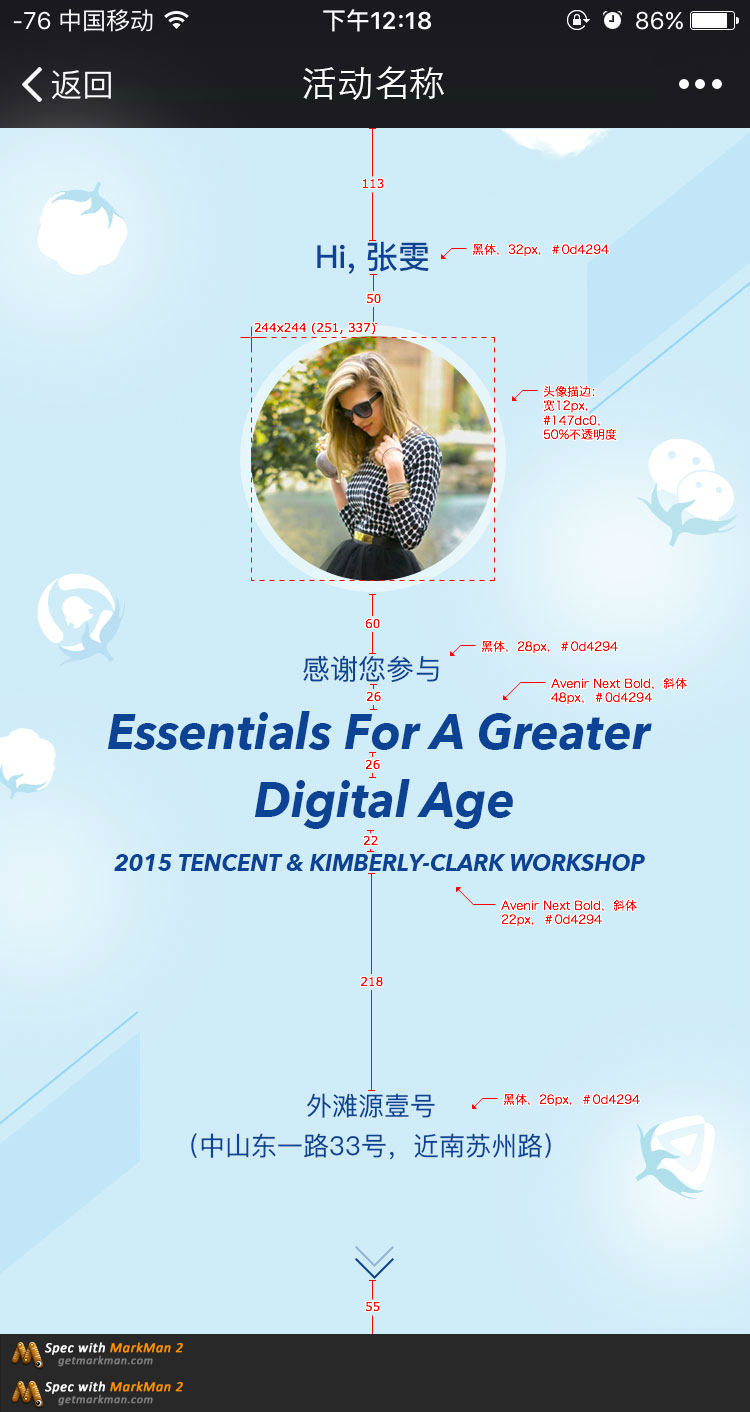 -76 中国移动 下午12:18 86%
返回 活动名称
113
Hi, 张雯
黑体, 32px, #0d4294
50
244x244 (251, 337)
头像描边:
宽12px,
#147dc0,
50%不透明度
60
黑体, 28px, #0d4294
感谢您参与
26
Avenir Next Bold, 斜体
48px, #0d4294
Essentials For A Greater
26
Digital Age
22
2015 TENCENT & KIMBERLY-CLARK WORKSHOP
Avenir Next Bold, 斜体
22px, #0d4294
218
外滩源壹号
黑体, 26px, #0d4294
（中山东一路33号，近南苏州路）
55
Spec with MarkMan 2
getmarkman.com
Spec with MarkMan 2
getmarkman.com